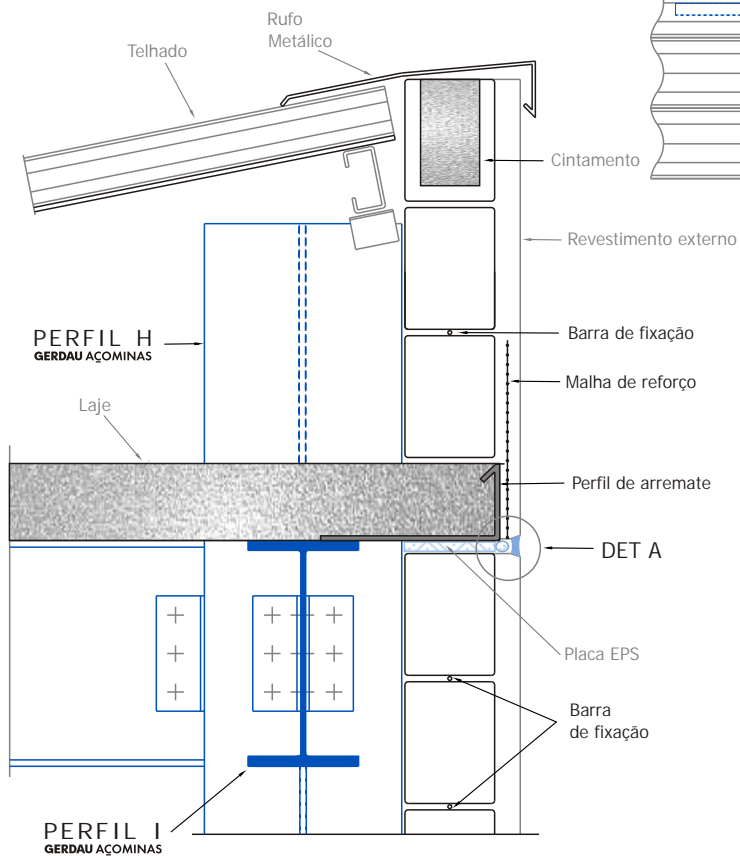 Rufo
Metálico
Telhado
Cintamento
Revestimento externo
PERFIL H
GERDAU AÇOMINAS
Barra de fixação
Malha de reforço
Laje
Perfil de arremate
DET A
Placa EPS
Barra
de fixação
PERFIL I
GERDAU AÇOMINAS